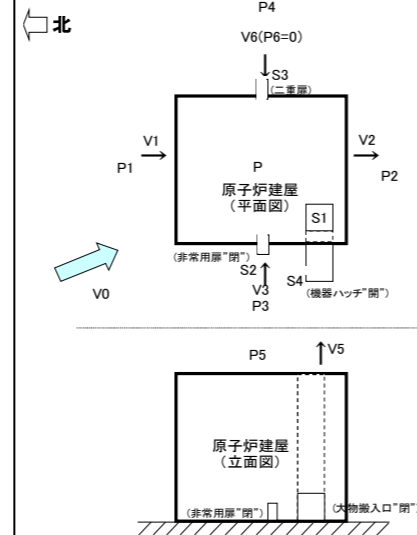 北
P4
V6(P6=0)
S3
(二重扉)
V1
P1
V2
P2
P
原子炉建屋
(平面図)
S1
(非常用扉"閉")
S2
V3
P3
S4
(機器ハッチ"開")
V0
P5
V5
原子炉建屋
(立面図)
(非常用扉"閉")
(大物搬入口"閉")